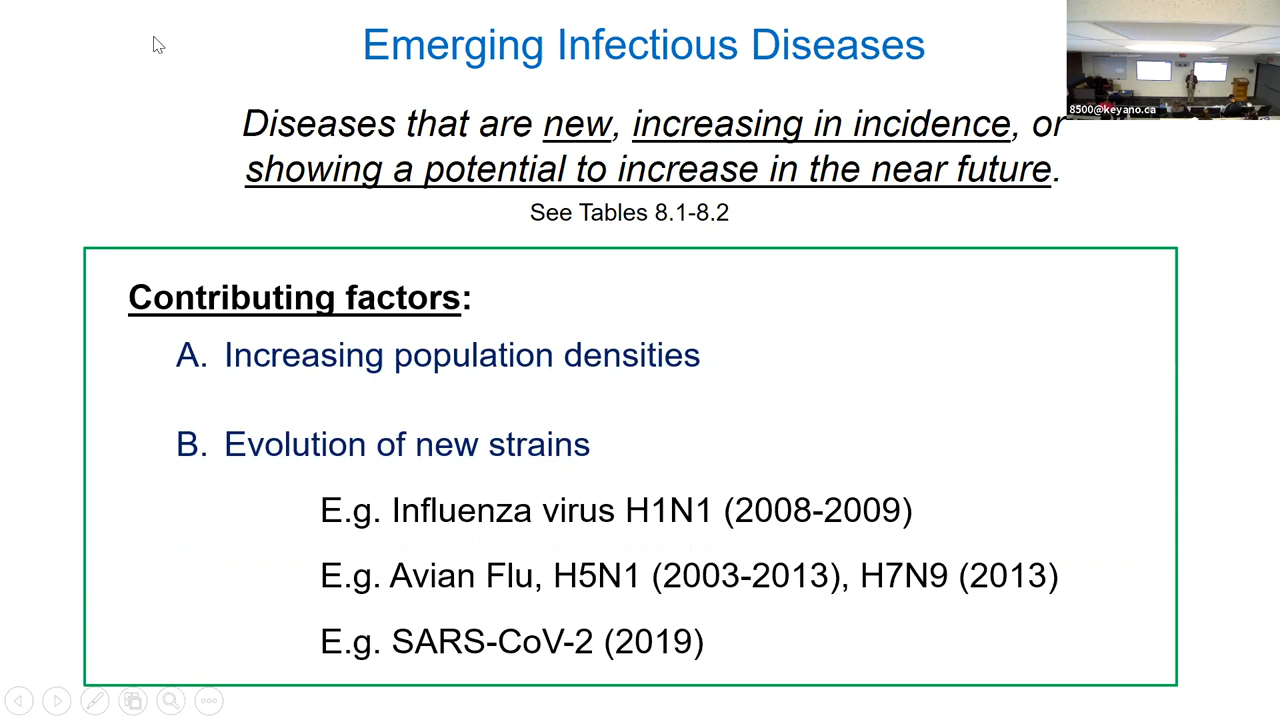 Emerging Infectious Diseases
8500@keyano.ca
Diseases that are new, increasing in incidence, or
showing a potential to increase in the near future.
See Tables 8.1-8.2
Contributing factors:
A. Increasing population densities
B. Evolution of new strains
E.g. Influenza virus H1N1 (2008-2009)
E.g. Avian Flu, H5N1 (2003-2013), H7N9 (2013)
E.g. SARS-CoV-2 (2019)